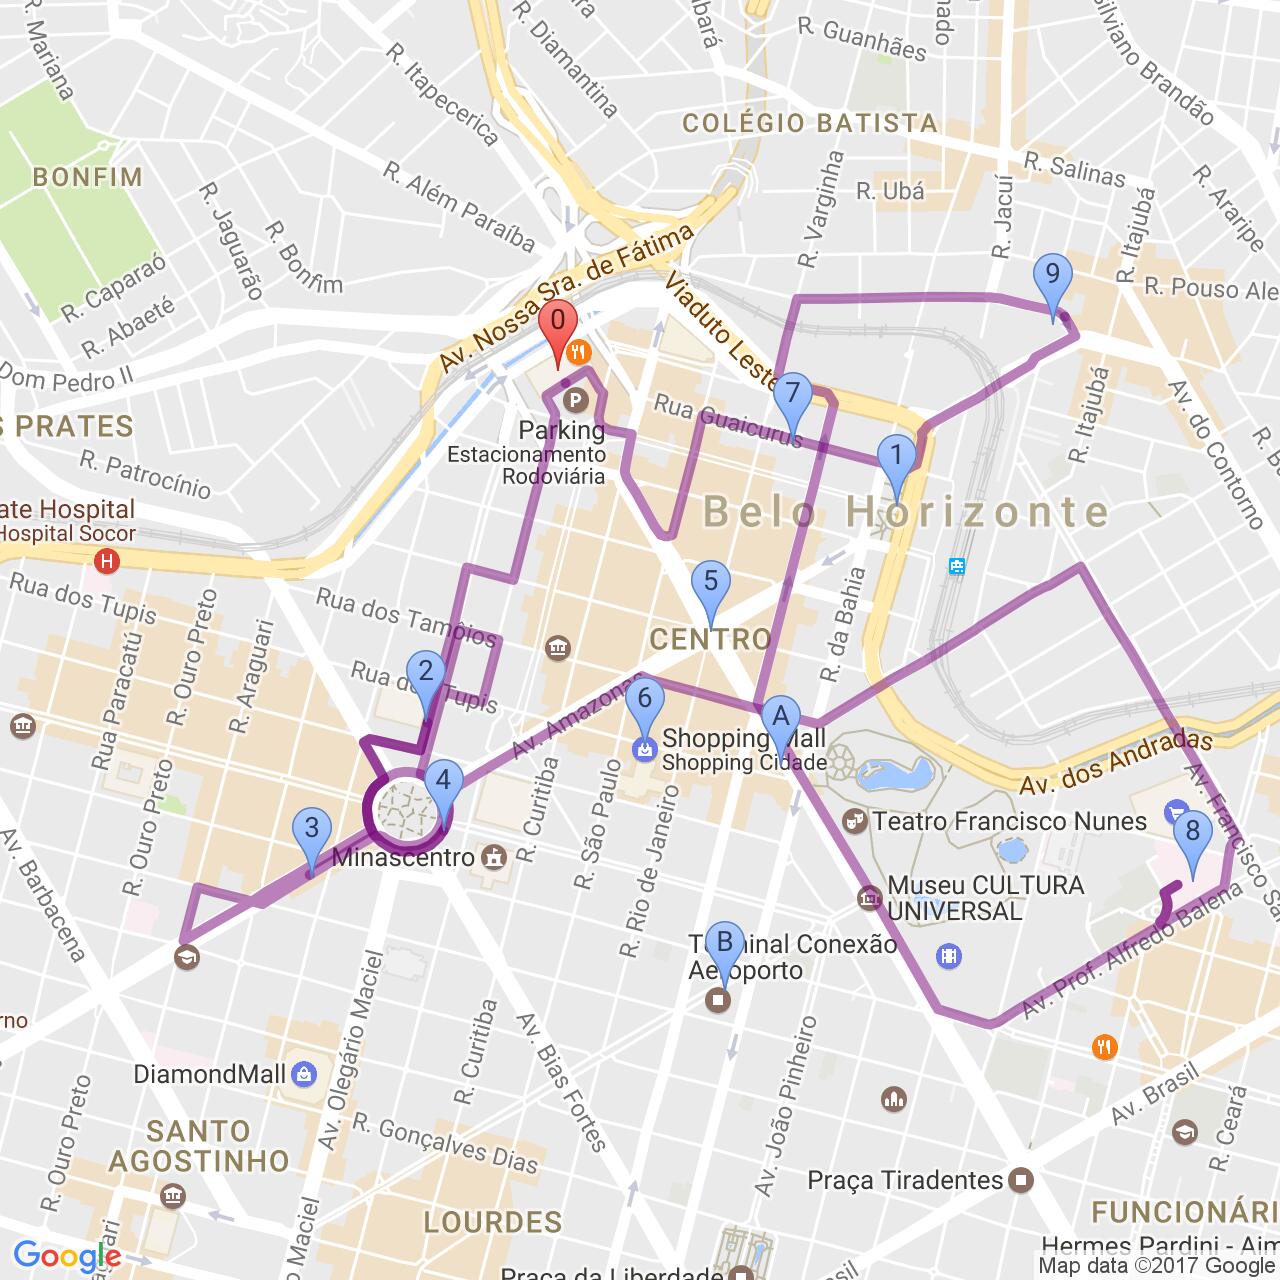 R. Mariana
R. Itapecerica
R. Diamantina
R. Guanhães
Silviano Brandão
COLÉGIO BATISTA
BONFIM
R. Além Paraíba
R. Jaguarão
R. Bonfim
R. Caparaó
R. Abaeté
Dom Pedro II
R. Varginha
R. Ubá
R. Jacuí
R. Salinas
R. Itajubá
R. Araripe
R. Pouso Ale
Av. Nossa Sra. de Fátima
Viaduto Leste
9
0
7
1
P
Parking
Estacionamento
Rodoviária
Rua Guaicurus
R. Itajubá
Av. do Contorno
S PRATES
R. Patrocínio
ate Hospital
Hospital Socor
H
Belo Horizonte
Rua dos Tupis
R. Ouro Preto
R. Araguari
Rua Paracatú
Rua dos Tamôios
Rua dos Tupis
5
CENTRO
R. da Bahia
2
6
A
Av. Amazonas
Shopping Mall
Shopping Cidade
Av. dos Andradas
Av. Francisco Sa
4
3
8
Minascentro
R. Curitiba
R. São Paulo
R. Rio de Janeiro
R. Ouro Preto
Av. Barbacena
Teatro Francisco Nunes
Museu CULTURA
UNIVERSAL
B
Terminal Conexão
Aeroporto
Av. Prof. Alfredo Balena
rno
DiamondMall
Av. Olegário Maciel
R. Curitiba
Av. Bias Fortes
Av. João Pinheiro
Av. Brasil
R. Ceará
R. Ouro Preto
SANTO
AGOSTINHO
R. Gonçalves Dias
Praça Tiradentes
LOURDES
FUNCIONÁRI
Hermes Pardini - Aim
Praça da Liberdade
Google
Map data ©2017 Google